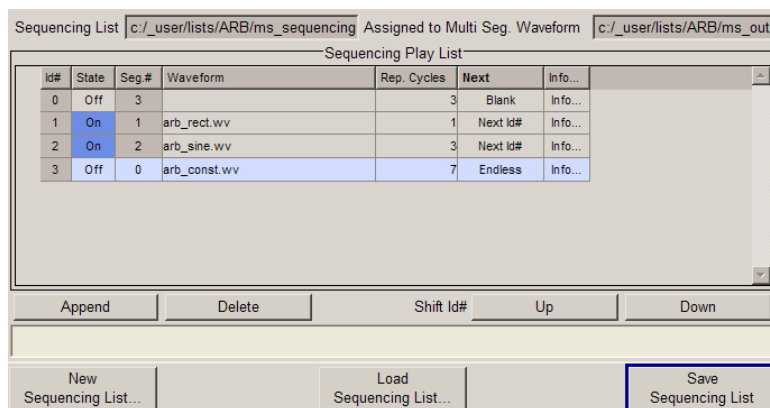 Sequencing List c:/_user/lists/ARB/ms_sequencing Assigned to Multi Seg. Waveform c:/_user/lists/ARB/ms_out
Sequencing Play List
Id# State Seg.# Waveform Rep. Cycles Next Info...
0 Off 3 3 Blank Info...
1 On 1 arb_rect.wv 1 Next Id# Info...
2 On 2 arb_sine.wv 3 Next Id# Info...
3 Off 0 arb_const.wv 7 Endless Info...
Append Delete Shift Id# Up Down
New Load Save
Sequencing List... Sequencing List... Sequencing List